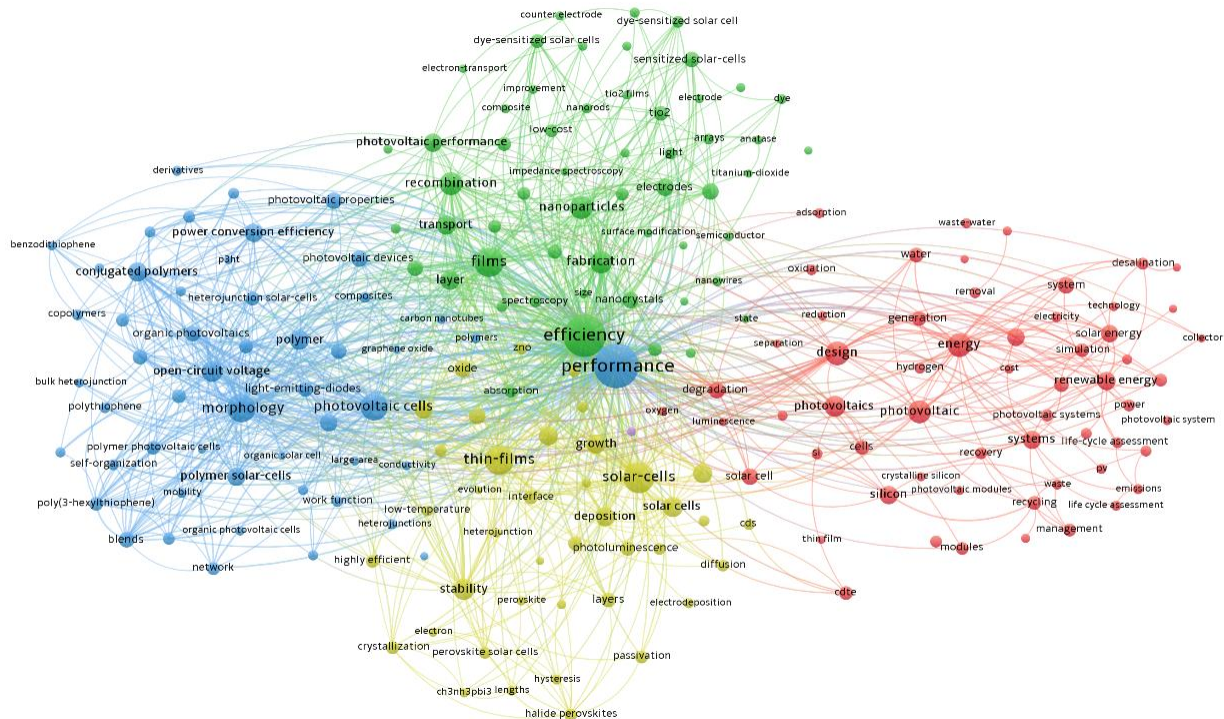 counter electrode
dye-sensitized solar cell
dye-sensitized solar cells
sensitized solar-cells
electron-transport
improvement
tio2 films
electrode
dye
composite
nanorods
tio2
low-cost
photovoltaic performance
arrays
anatase
light
derivatives
impedance spectroscopy
titanium-dioxide
recombination
electrodes
photovoltaic properties
nanoparticles
adsorption
transport
waste-water
power conversion efficiency
surface modification
semiconductor
benzodithiophene
p3ht
photovoltaic devices
films
fabrication
water
desalination
conjugated polymers
oxidation
layer
nanowires
system
heterojunction solar-cells
composites
spectroscopy
size
nanocrystals
removal
technology
copolymers
carbon nanotubes
state
reduction
generation
electricity
organic photovoltaics
polymer
polymers
efficiency
solar energy
collector
graphene oxide
zno
separation
design
energy
simulation
open-circuit voltage
oxide
performance
hydrogen
cost
bulk heterojunction
light-emitting-diodes
absorption
degradation
renewable energy
polythiophene
morphology
photovoltaic cells
oxygen
photovoltaics
photovoltaic
power
luminescence
photovoltaic systems
photovoltaic system
polymer photovoltaic cells
growth
systems
life-cycle assessment
organic solar cell
large-area
conductivity
thin-films
si
cells
recovery
self-organization
polymer solar-cells
solar-cells
solar cell
crystalline silicon
pv
mobility
evolution
interface
silicon
photovoltaic modules
waste
emissions
poly(3-hexylthiophene)
work function
low-temperature
solar cells
recycling
life cycle assessment
deposition
organic photovoltaic cells
heterojunctions
heterojunction
cds
management
blends
photoluminescence
thin film
modules
network
highly efficient
diffusion
stability
perovskite
layers
electrodeposition
cdte
electron
crystallization
perovskite solar cells
passivation
hysteresis
ch3nh3pbi3
lengths
halide perovskites